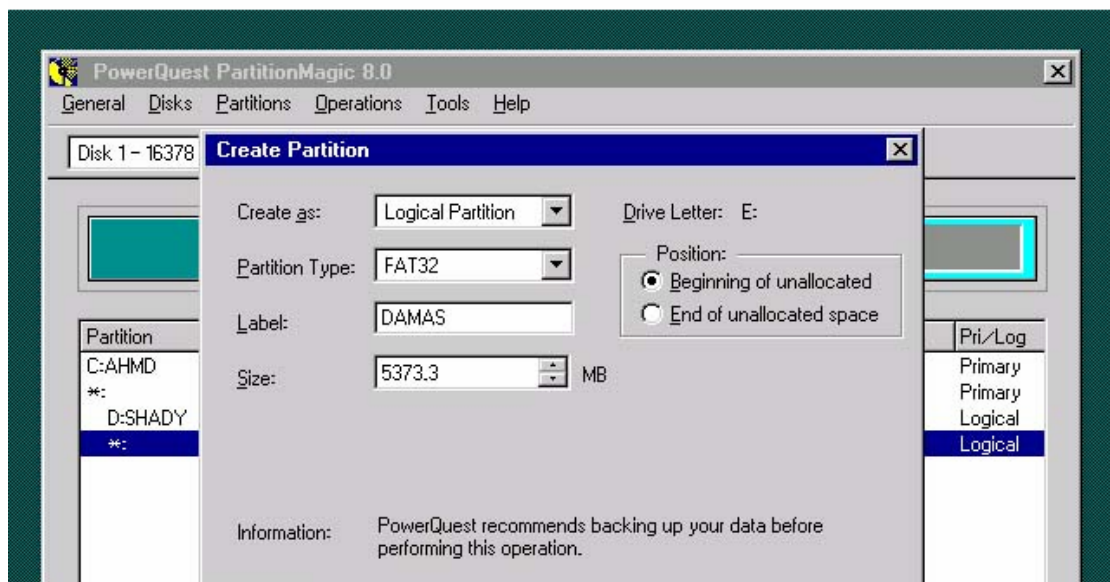 PowerQuest PartitionMagic 8.0
General Disks Partitions Operations Tools Help
Disk 1 - 16378
Create Partition
Create as: Logical Partition
Drive Letter: E:
Partition Type: FAT32
Position:
Beginning of unallocated
End of unallocated space
Label: DAMAS
Size: 5373.3 MB
Partition
Pri/Log
C:AHMD
Primary
*:
Primary
D:SHADY
Logical
*:
Logical
Information: PowerQuest recommends backing up your data before
performing this operation.